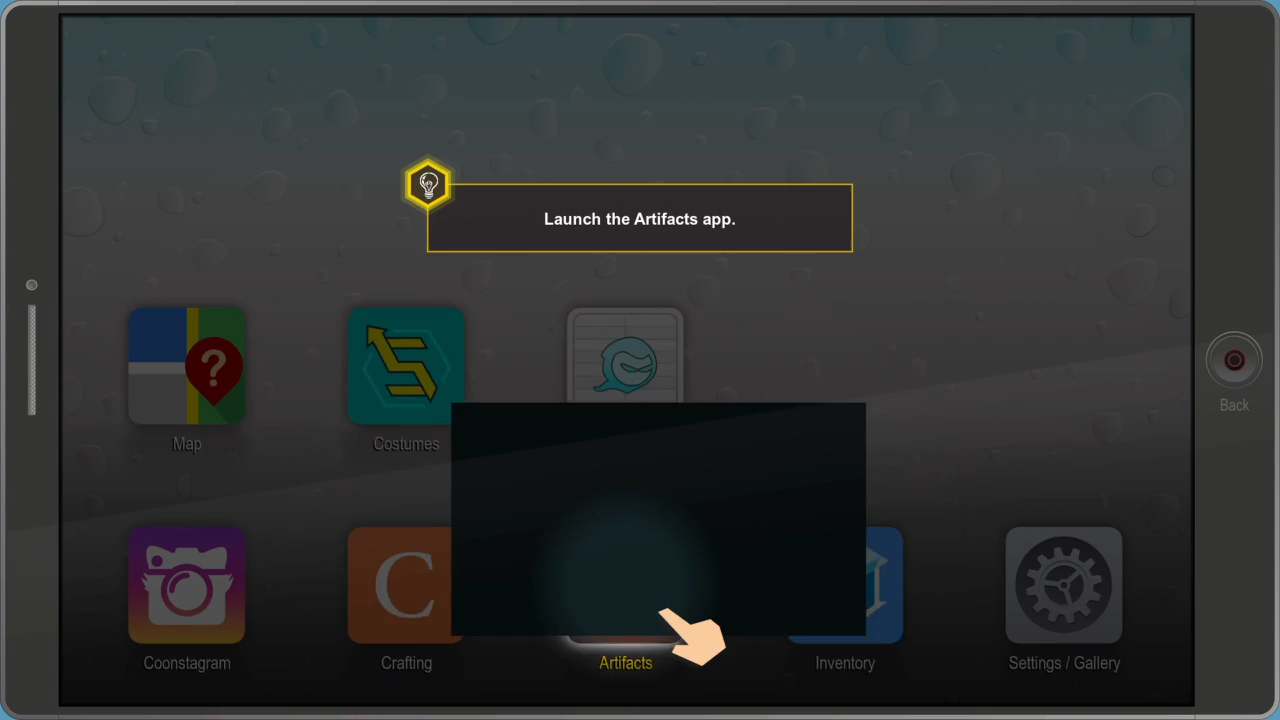 Launch the Artifacts app.
?
Map
Costumes
Back
C
Coonstagram
Crafting
Artifacts
Inventory
Settings / Gallery